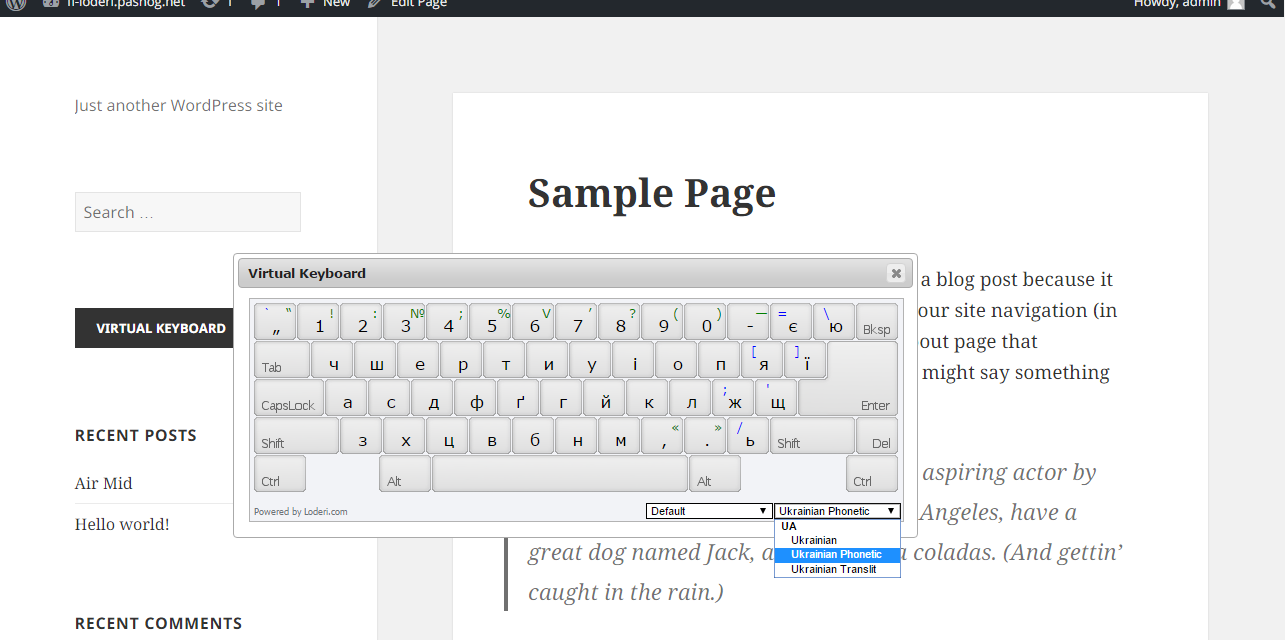 fl-loderi.pashog.net 1 1 New Edit Page Howdy, admin
Just another WordPress site
Search …
VIRTUAL KEYBOARD
RECENT POSTS
Air Mid
Hello world!
RECENT COMMENTS
Sample Page
a blog post because it
our site navigation (in
out page that
might say something
aspiring actor by
Angeles, have a
great dog named Jack, a a coladas. (And gettin’
caught in the rain.)
Virtual Keyboard
` “ „ 1 ! 2 : 3 № 4 ; 5 % 6 V 7 ′ 8 ? 9 ( 0 ) - — = є \ ю Bksp
Tab ч ш е р т и у і о п [ я ] ї
CapsLock а с д ф ґ г й к л ; ж ' щ Enter
Shift з х ц в б н м , « . » / ь Shift Del
Ctrl Alt Alt Ctrl
Powered by Loderi.com Default Ukrainian Phonetic
UA
Ukrainian
Ukrainian Phonetic
Ukrainian Translit